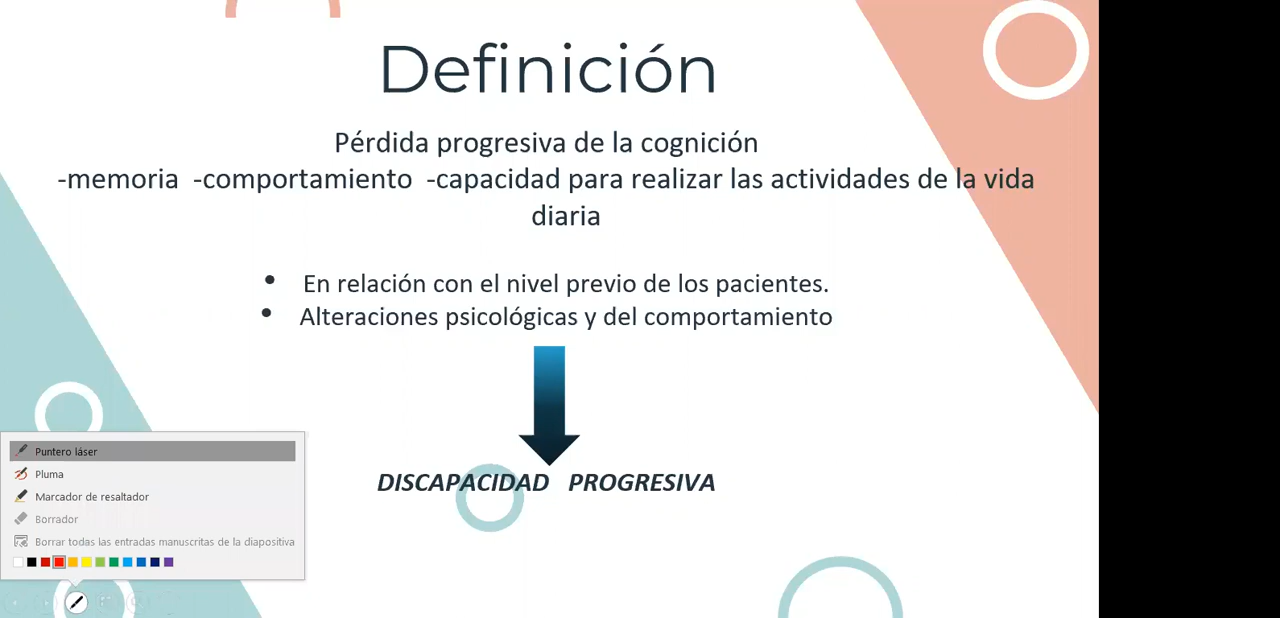 Definición
Pérdida progresiva de la cognición
-memoria -comportamiento -capacidad para realizar las actividades de la vida
diaria
• En relación con el nivel previo de los pacientes.
• Alteraciones psicológicas y del comportamiento
DISCAPACIDAD PROGRESIVA
Puntero láser
Pluma
Marcador de resaltador
Borrador
Borrar todas las entradas manuscritas de la diapositiva